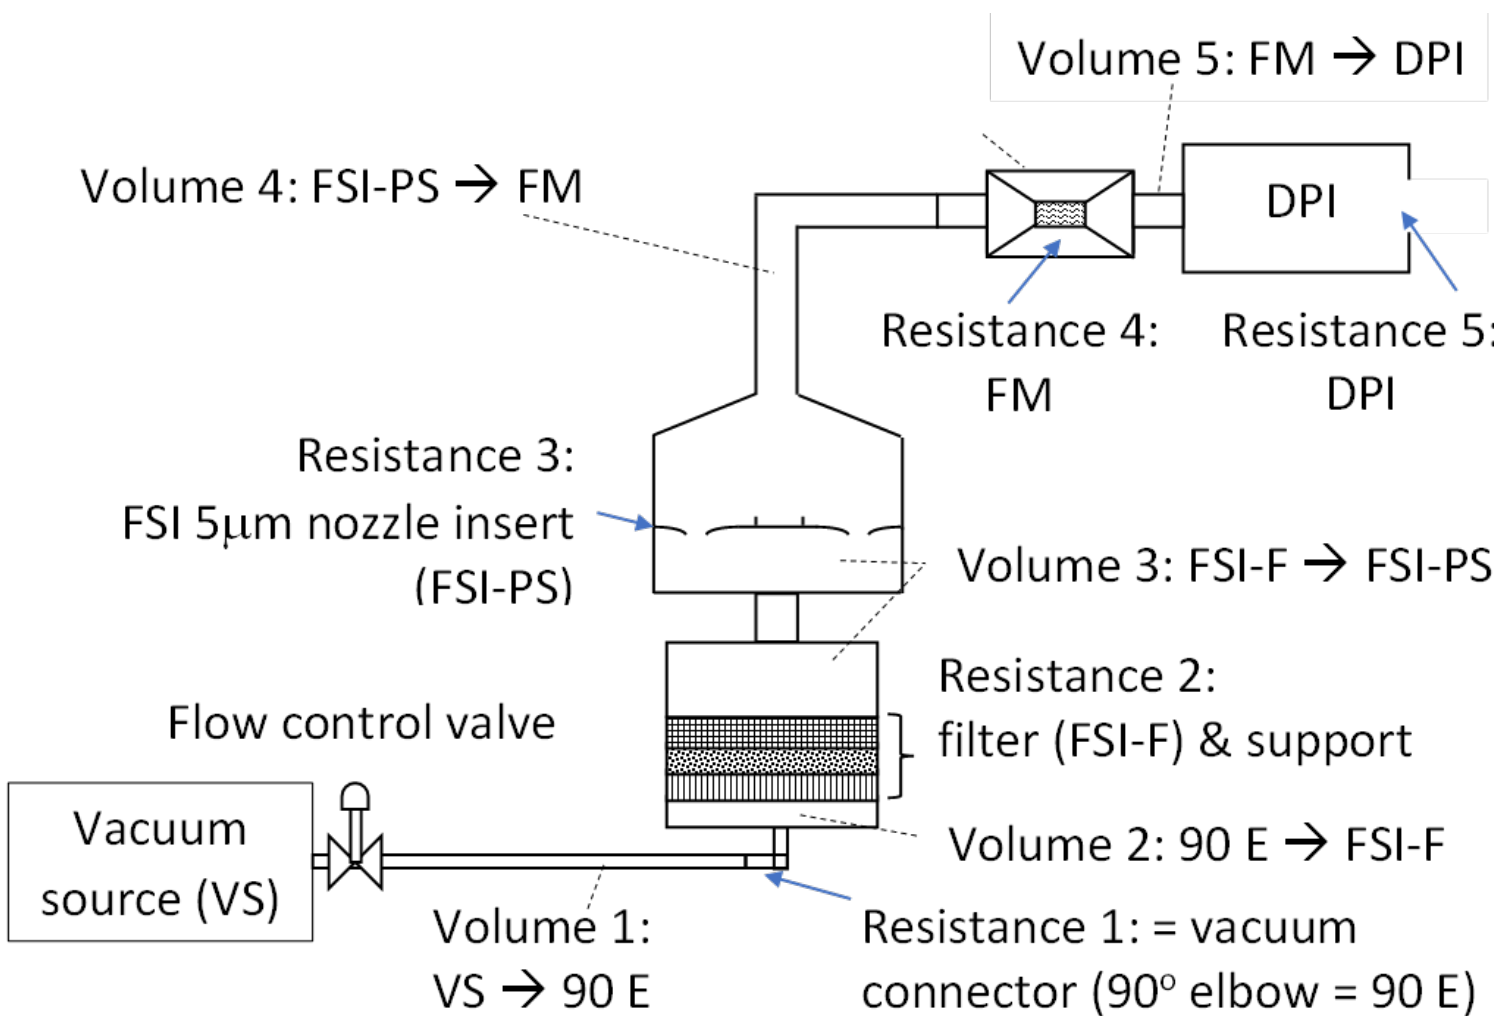 Volume 5: FM → DPI
Volume 4: FSI-PS → FM
DPI
Resistance 4:
FM
Resistance 5:
DPI
Resistance 3:
FSI 5μm nozzle insert
(FSI-PS)
Volume 3: FSI-F → FSI-PS
Resistance 2:
filter (FSI-F) & support
Flow control valve
Vacuum
source (VS)
Volume 2: 90 E → FSI-F
Volume 1:
VS → 90 E
Resistance 1: = vacuum
connector (90º elbow = 90 E)